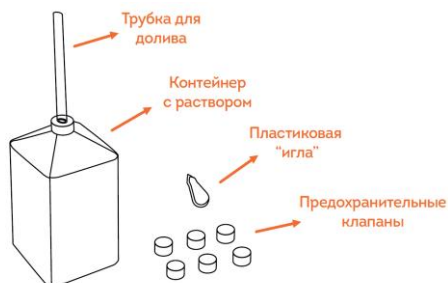 Трубка для
долива
Контейнер
с раствором
Пластиковая
"игла"
Предохранительные
клапаны